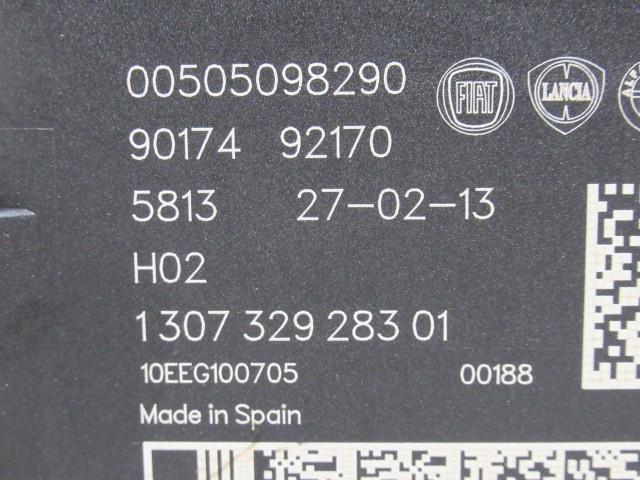 00505098290
FIAT LANCIA
90174 92170
5813 27-02-13
H02
1 307 329 283 01
10EEG100705 00188
Made in Spain